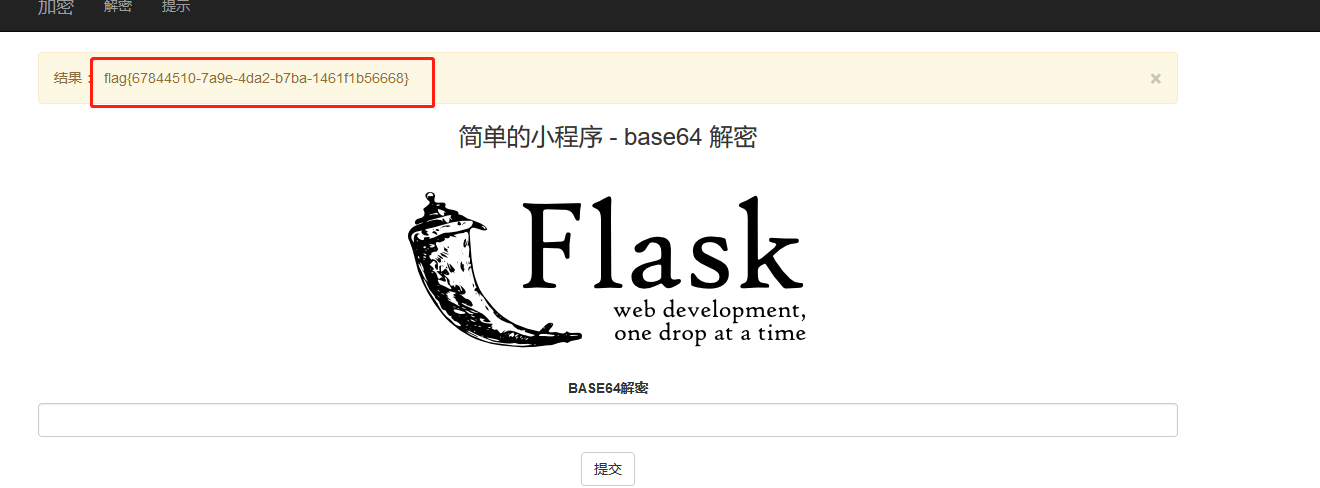 加密 解密 提示
结果： flag{67844510-7a9e-4da2-b7ba-1461f1b56668} ×
简单的小程序 - base64 解密
Flask
web development,
one drop at a time
BASE64解密
提交